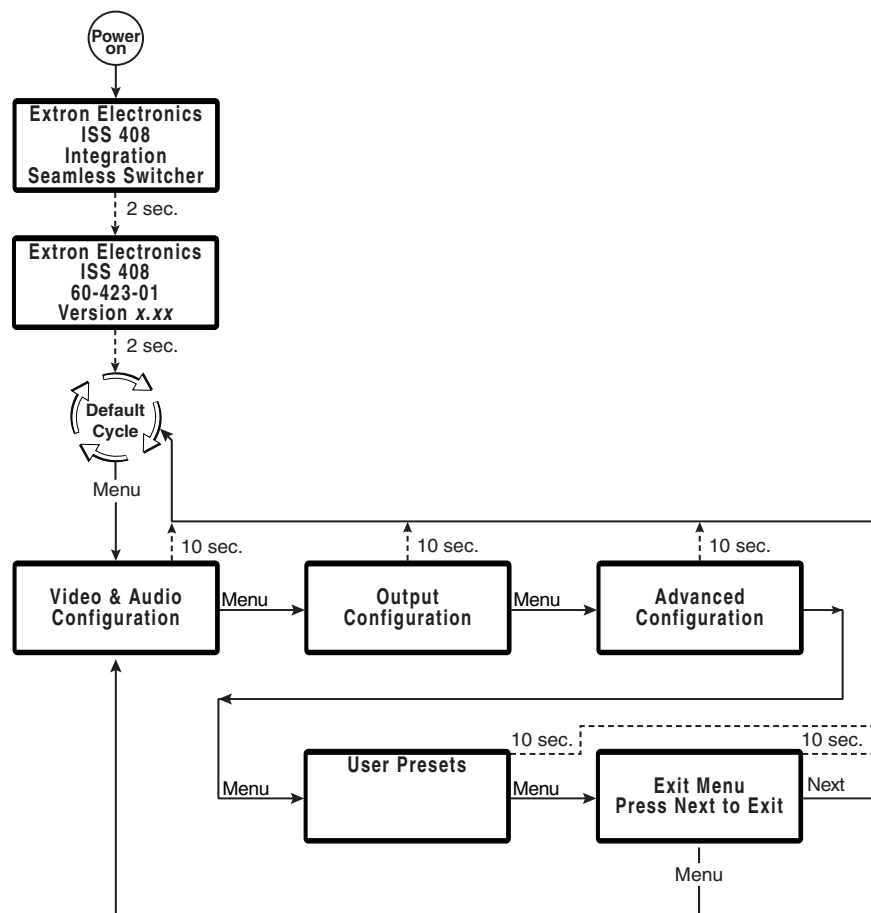 Power
on
Extron Electronics
ISS 408
Integration
Seamless Switcher
2 sec.
Extron Electronics
ISS 408
60-423-01
Version x.xx
2 sec.
Default
Cycle
Menu
10 sec.
10 sec.
10 sec.
Video & Audio
Configuration
Menu
Output
Configuration
Menu
Advanced
Configuration
10 sec.
10 sec.
Menu
User Presets
Menu
Exit Menu
Press Next to Exit
Next
Menu